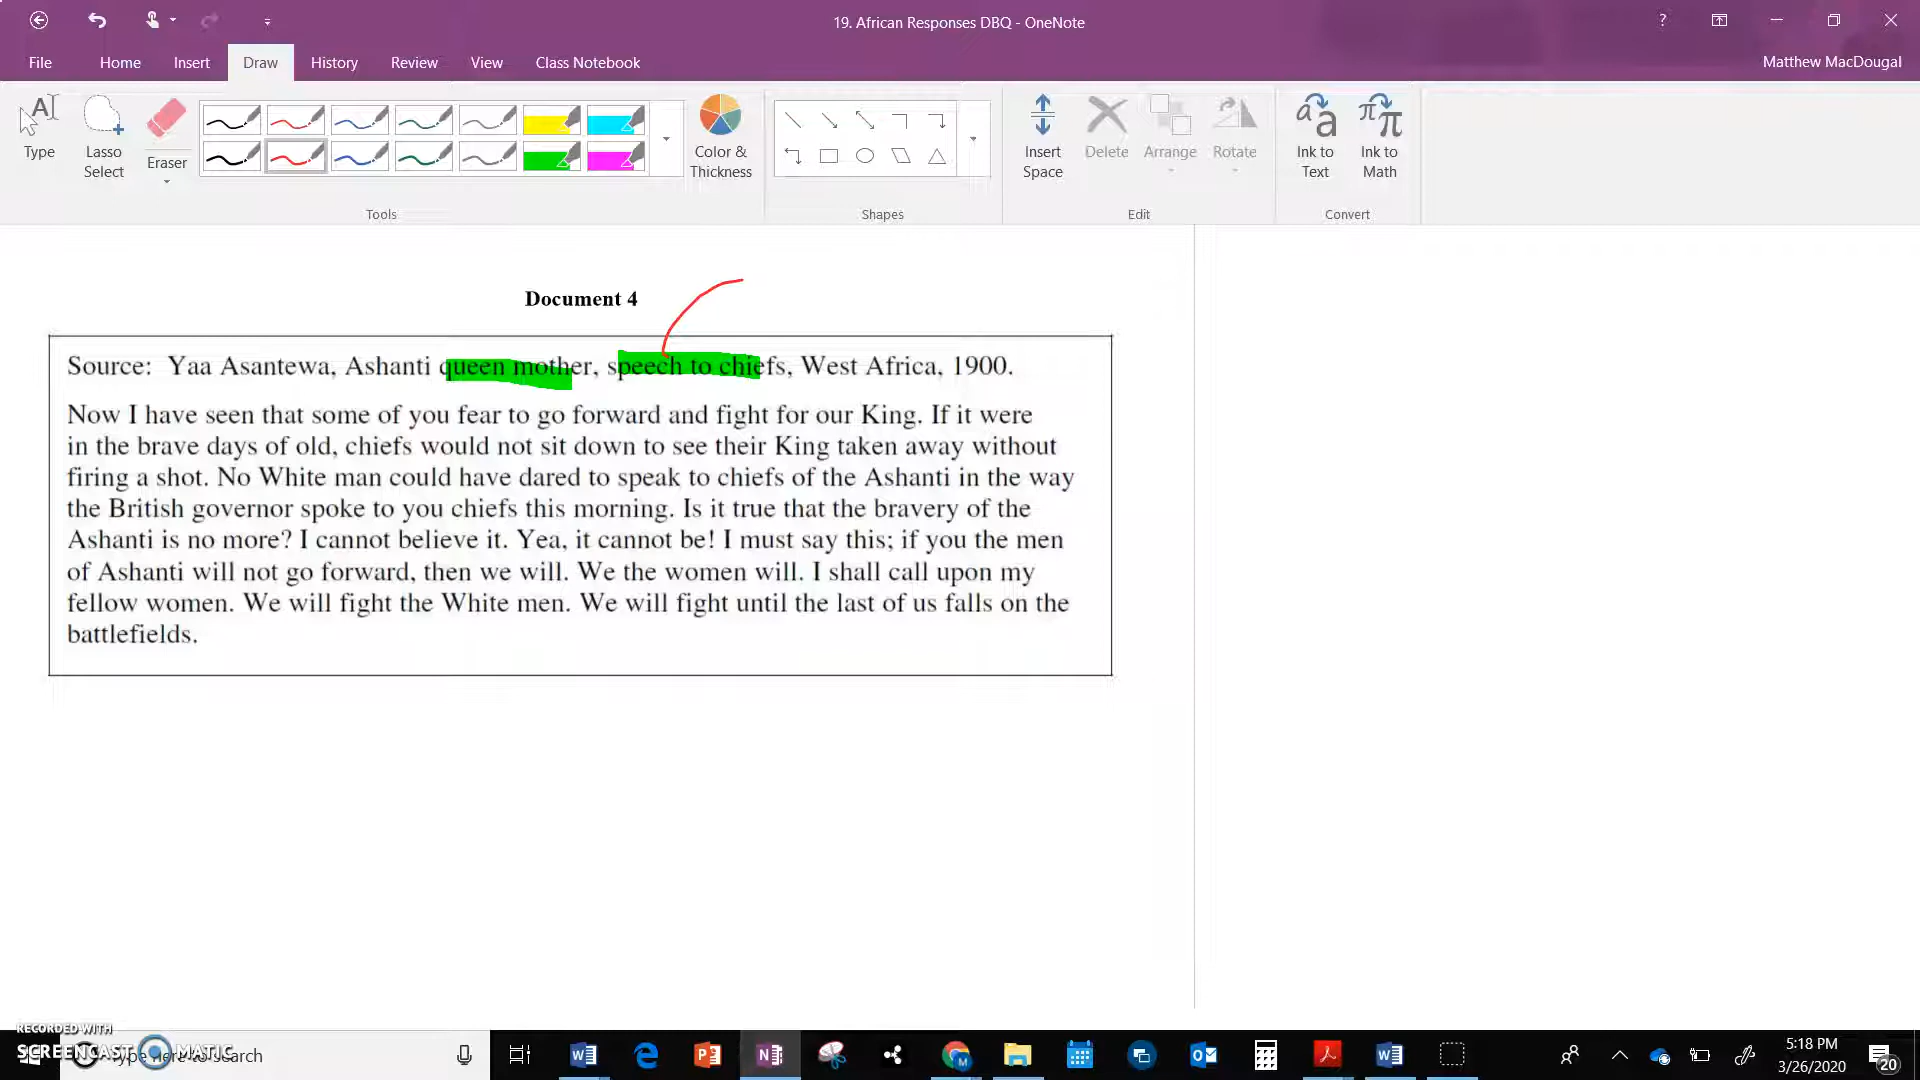 19. African Responses DBQ - OneNote
?
File Home Insert Draw History Review View Class Notebook
Matthew MacDougal
Type
Lasso Select
Eraser
Color & Thickness
Insert Space
Delete
Arrange
Rotate
Ink to Text
Ink to Math
Tools
Shapes
Edit
Convert
Document 4
Source: Yaa Asantewa, Ashanti queen mother, speech to chiefs, West Africa, 1900.
Now I have seen that some of you fear to go forward and fight for our King. If it were
in the brave days of old, chiefs would not sit down to see their King taken away without
firing a shot. No White man could have dared to speak to chiefs of the Ashanti in the way
the British governor spoke to you chiefs this morning. Is it true that the bravery of the
Ashanti is no more? I cannot believe it. Yea, it cannot be! I must say this; if you the men
of Ashanti will not go forward, then we will. We the women will. I shall call upon my
fellow women. We will fight the White men. We will fight until the last of us falls on the
battlefields.
RECORDED WITH
SCREENCAST MATIC
Type here to search
5:18 PM
3/26/2020
20